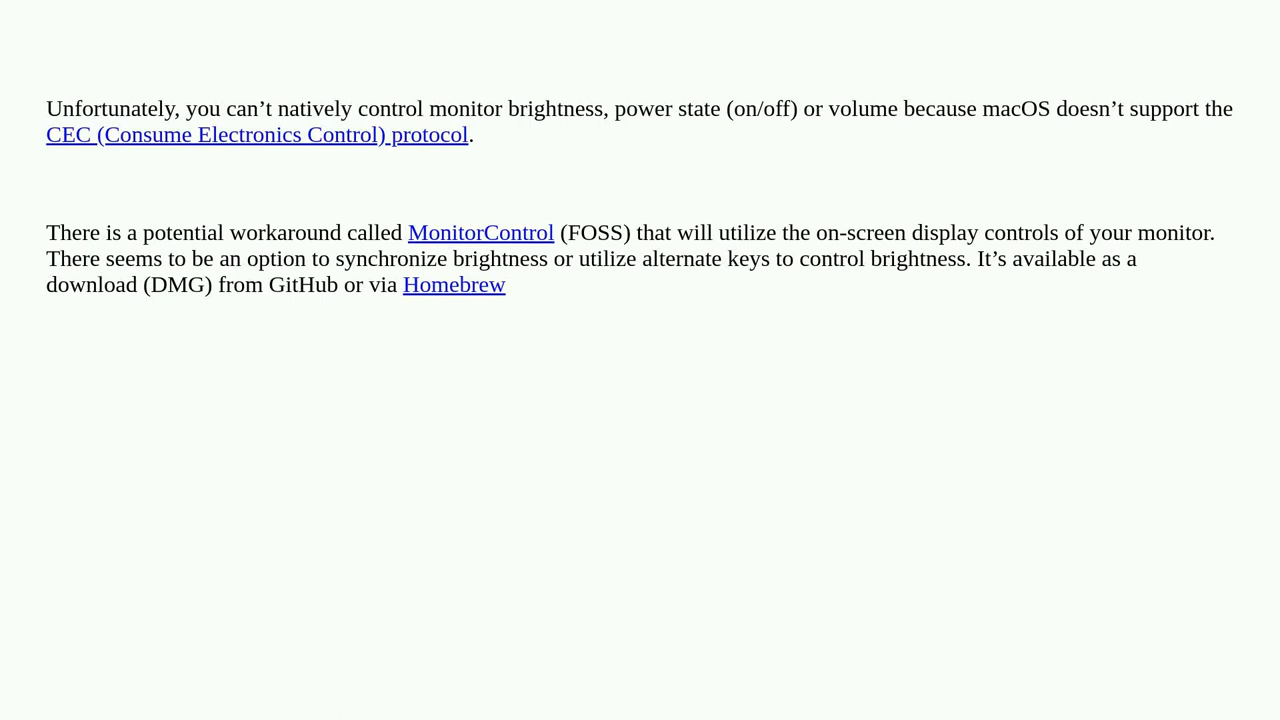 Unfortunately, you can’t natively control monitor brightness, power state (on/off) or volume because macOS doesn’t support the
CEC (Consume Electronics Control) protocol.
There is a potential workaround called MonitorControl (FOSS) that will utilize the on-screen display controls of your monitor.
There seems to be an option to synchronize brightness or utilize alternate keys to control brightness. It’s available as a
download (DMG) from GitHub or via Homebrew